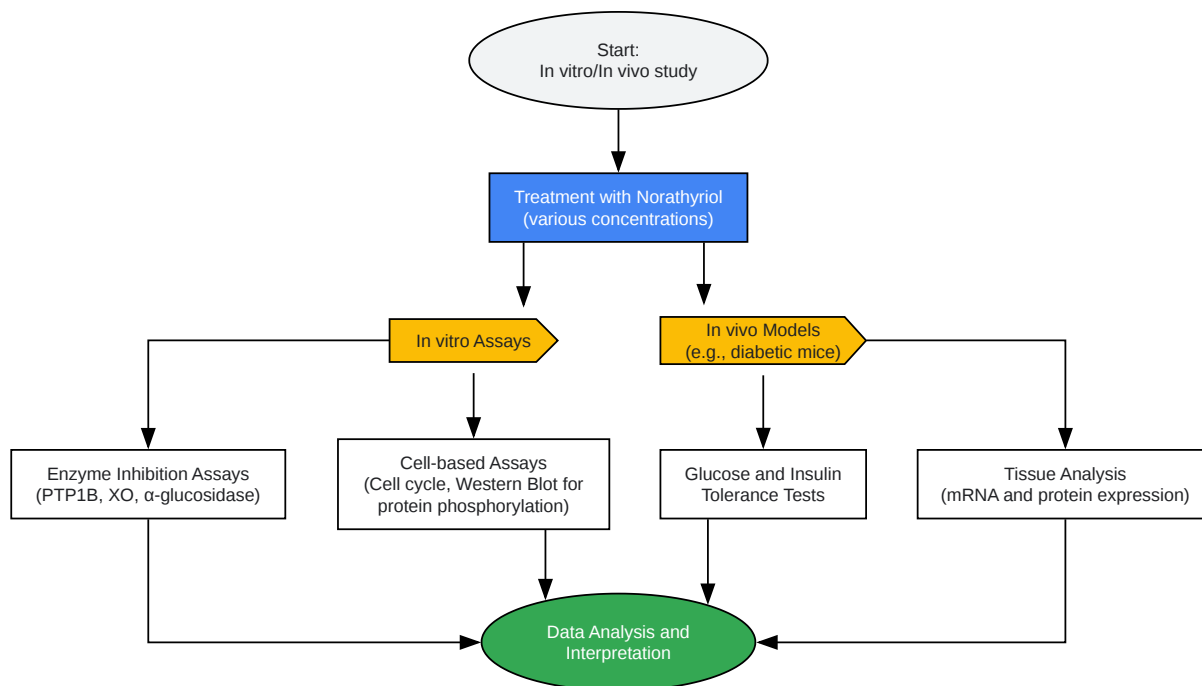 Start:
In vitro/In vivo study
Treatment with Norathyriol
(various concentrations)
In vitro Assays
In vivo Models
(e.g., diabetic mice)
Enzyme Inhibition Assays
(PTP1B, XO, α-glucosidase)
Cell-based Assays
(Cell cycle, Western Blot for
protein phosphorylation)
Glucose and Insulin
Tolerance Tests
Tissue Analysis
(mRNA and protein expression)
Data Analysis and
Interpretation